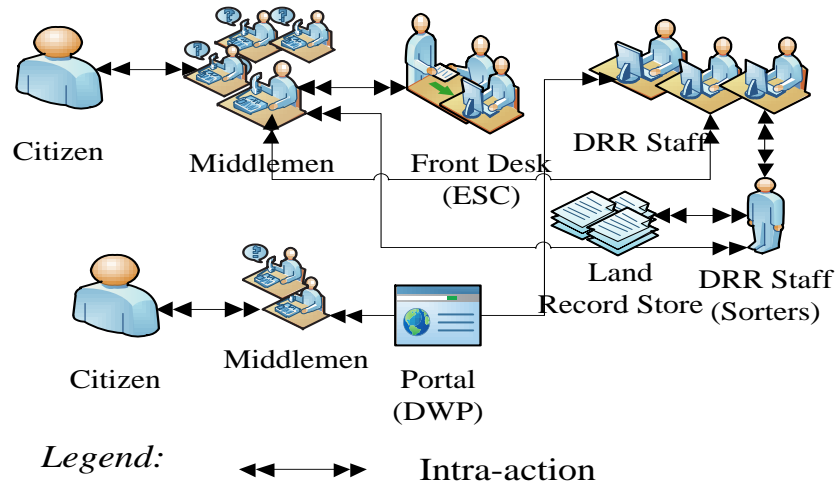 Citizen
Middlemen
Front Desk
(ESC)
DRR Staff
Land
Record Store
DRR Staff
(Sorters)
Citizen
Middlemen
Portal
(DWP)
Legend:
Intra-action